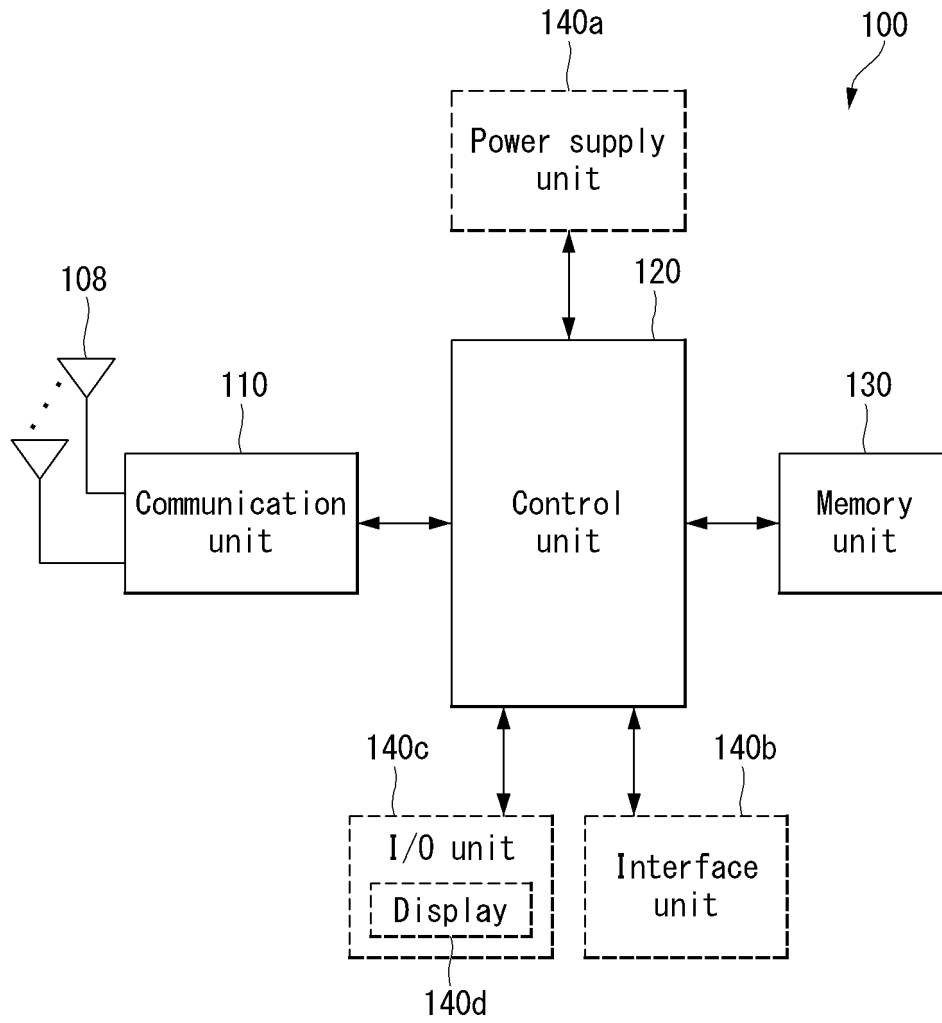 140a
100
Power supply
unit
108
120
110
130
Communication
unit
Control
unit
Memory
unit
140c
140b
I/O unit
Display
Interface
unit
140d